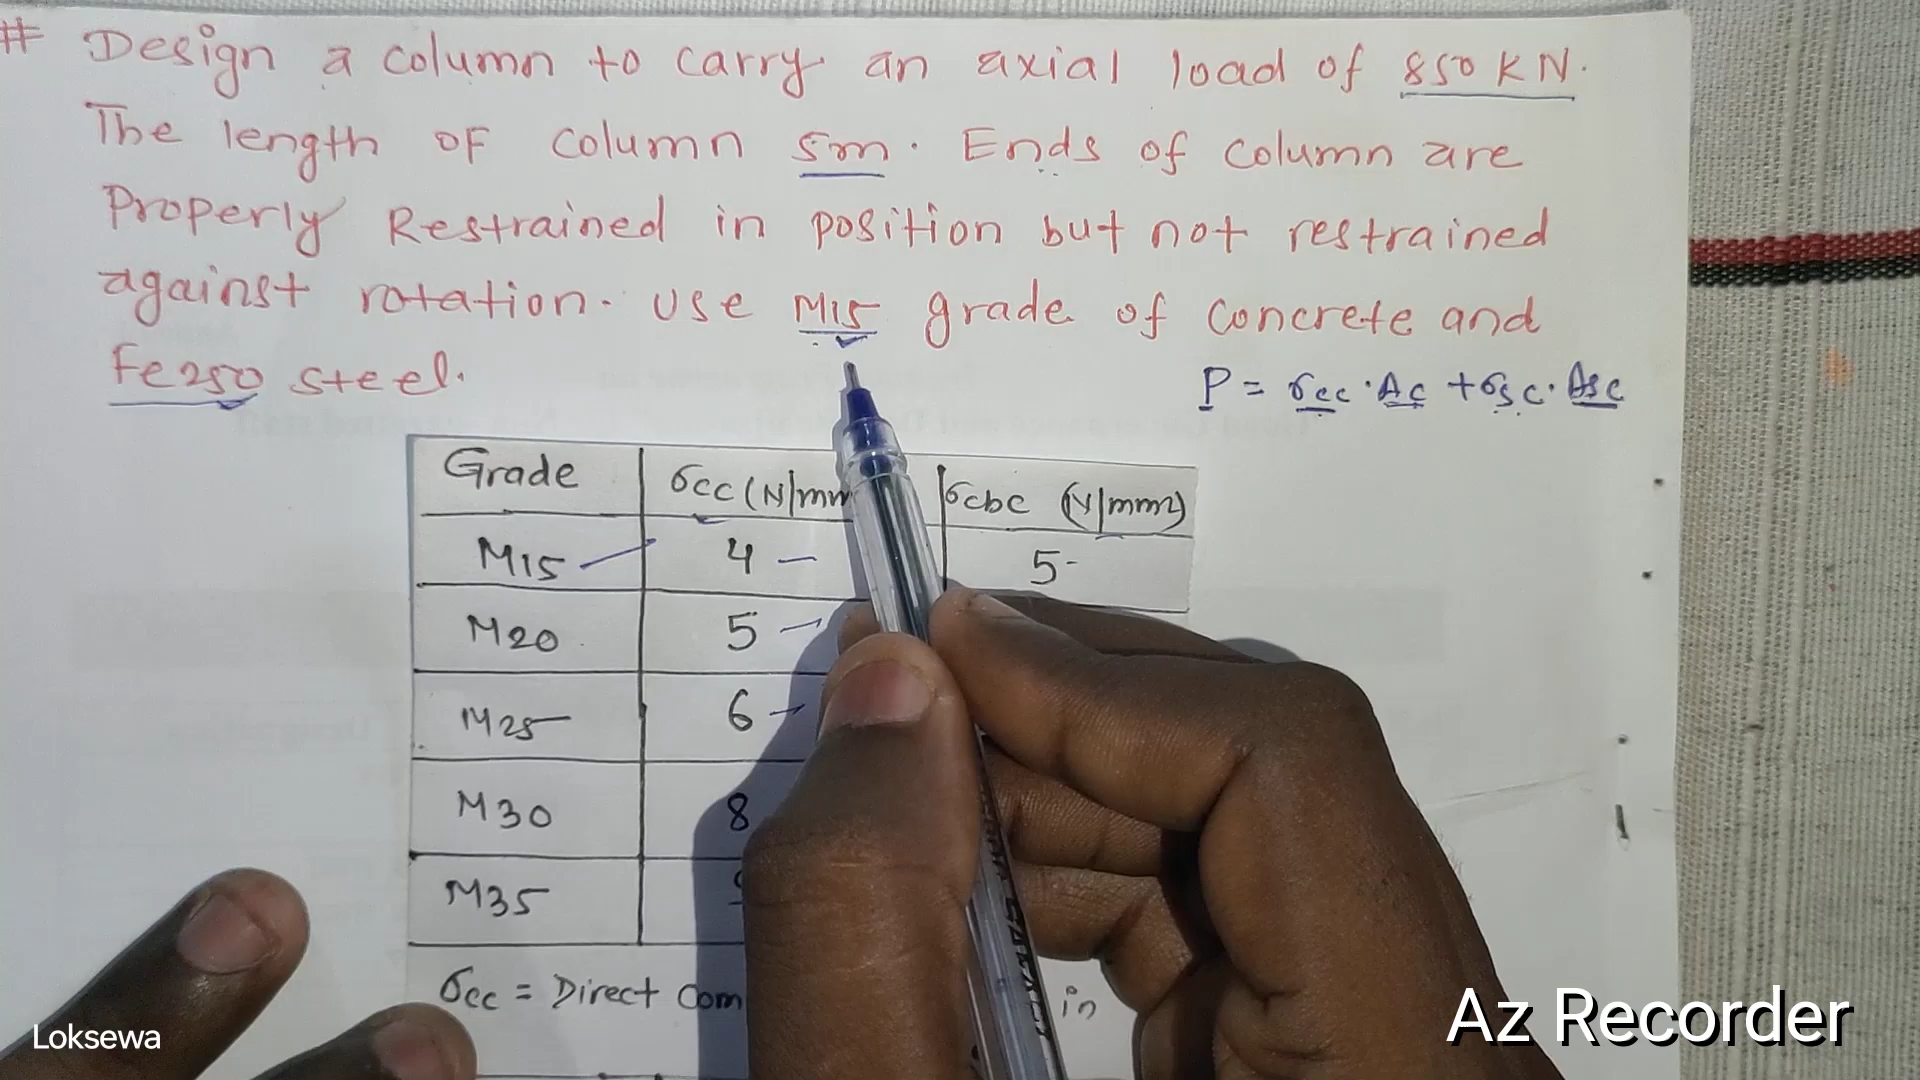 # Design a column to carry an axial load of 850 KN.
The length of column 5m. Ends of column are
Properly Restrained in position but not restrained
against rotation. Use M15 grade of concrete and
Fe250 steel.
P = σcc·Ac + σsc·Asc
Grade σcc (N/mm σcbc (N/mm2)
M15 4 5
M20 5
M25 6
M30 8
M35
σcc = Direct Com in
Loksewa
Az Recorder